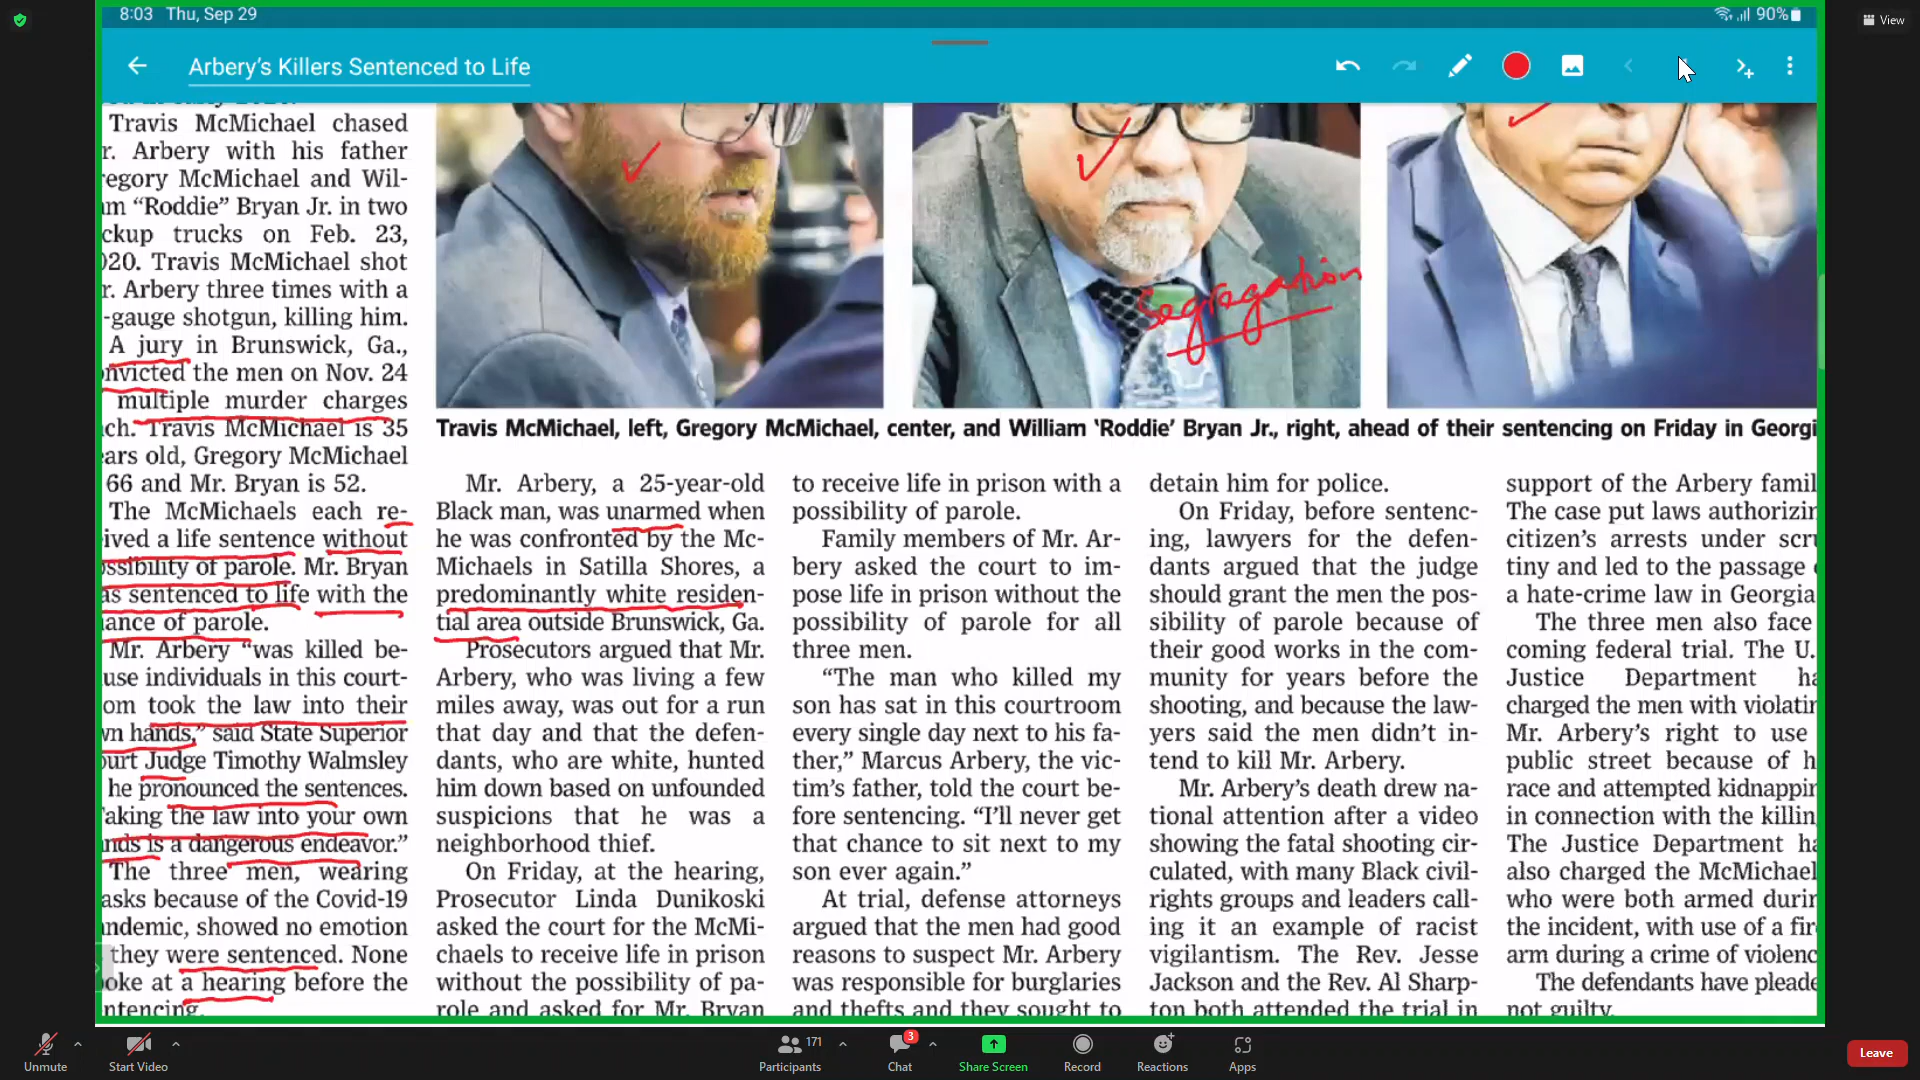 8:03 Thu, Sep 29
90%
View
Arbery's Killers Sentenced to Life
Travis McMichael chased
r. Arbery with his father
regory McMichael and Wil-
am “Roddie” Bryan Jr. in two
ckup trucks on Feb. 23,
020. Travis McMichael shot
r. Arbery three times with a
-gauge shotgun, killing him.
A jury in Brunswick, Ga.,
nvicted the men on Nov. 24
multiple murder charges
ach. Travis McMichael is 35
ears old, Gregory McMichael
66 and Mr. Bryan is 52.
The McMichaels each re-
ived a life sentence without
ssibility of parole. Mr. Bryan
as sentenced to life with the
ance of parole.
Mr. Arbery “was killed be-
use individuals in this court-
om took the law into their
wn hands,” said State Superior
ourt Judge Timothy Walmsley
he pronounced the sentences.
aking the law into your own
nds is a dangerous endeavor.”
The three men, wearing
asks because of the Covid-19
ndemic, showed no emotion
they were sentenced. None
oke at a hearing before the
ntencing.
Segregation
Travis McMichael, left, Gregory McMichael, center, and William ‘Roddie’ Bryan Jr., right, ahead of their sentencing on Friday in Georgi
Mr. Arbery, a 25-year-old
Black man, was unarmed when
he was confronted by the Mc-
Michaels in Satilla Shores, a
predominantly white residen-
tial area outside Brunswick, Ga.
Prosecutors argued that Mr.
Arbery, who was living a few
miles away, was out for a run
that day and that the defen-
dants, who are white, hunted
him down based on unfounded
suspicions that he was a
neighborhood thief.
On Friday, at the hearing,
Prosecutor Linda Dunikoski
asked the court for the McMi-
chaels to receive life in prison
without the possibility of pa-
role and asked for Mr. Bryan
to receive life in prison with a
possibility of parole.
Family members of Mr. Ar-
bery asked the court to im-
pose life in prison without the
possibility of parole for all
three men.
“The man who killed my
son has sat in this courtroom
every single day next to his fa-
ther,” Marcus Arbery, the vic-
tim’s father, told the court be-
fore sentencing. “I’ll never get
that chance to sit next to my
son ever again.”
At trial, defense attorneys
argued that the men had good
reasons to suspect Mr. Arbery
was responsible for burglaries
and thefts and they sought to
detain him for police.
On Friday, before sentenc-
ing, lawyers for the defen-
dants argued that the judge
should grant the men the pos-
sibility of parole because of
their good works in the com-
munity for years before the
shooting, and because the law-
yers said the men didn’t in-
tend to kill Mr. Arbery.
Mr. Arbery’s death drew na-
tional attention after a video
showing the fatal shooting cir-
culated, with many Black civil-
rights groups and leaders call-
ing it an example of racist
vigilantism. The Rev. Jesse
Jackson and the Rev. Al Sharp-
ton both attended the trial in
support of the Arbery famil
The case put laws authorizin
citizen’s arrests under scru
tiny and led to the passage
a hate-crime law in Georgia
The three men also face
coming federal trial. The U.
Justice Department ha
charged the men with violatin
Mr. Arbery’s right to use
public street because of h
race and attempted kidnappin
in connection with the killin
The Justice Department ha
also charged the McMichael
who were both armed durin
the incident, with use of a fir
arm during a crime of violenc
The defendants have pleade
not guilty.
Unmute
Start Video
171
Participants
3
Chat
Share Screen
Record
Reactions
Apps
Leave